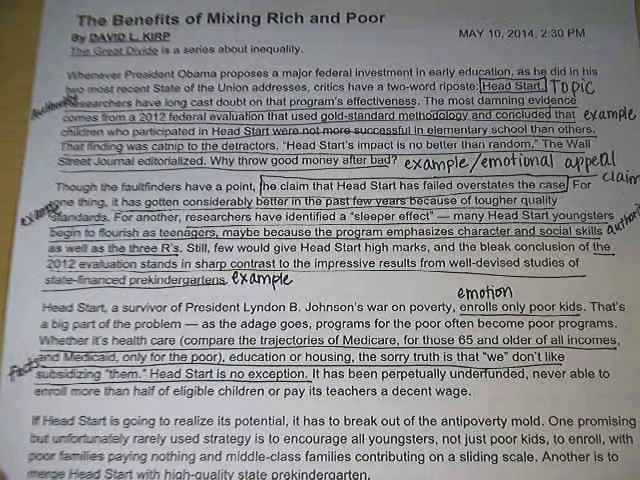 The Benefits of Mixing Rich and Poor
By DAVID L. KIRP MAY 10, 2014, 2:30 PM
The Great Divide is a series about inequality.
Whenever President Obama proposes a major federal investment in early education, as he did in his
two most recent State of the Union addresses, critics have a two-word riposte: Head Start. TOPIC
Researchers have long cast doubt on that program's effectiveness. The most damning evidence
comes from a 2012 federal evaluation that used gold-standard methodology and concluded that example
children who participated in Head Start were not more successful in elementary school than others.
That finding was catnip to the detractors. "Head Start's impact is no better than random," The Wall
Street Journal editorialized. Why throw good money after bad? example/emotional appeal
Though the faultfinders have a point, the claim that Head Start has failed overstates the case. For claim
example one thing, it has gotten considerably better in the past few years because of tougher quality
standards. For another, researchers have identified a "sleeper effect" — many Head Start youngsters
begin to flourish as teenagers, maybe because the program emphasizes character and social skills
as well as the three R's. Still, few would give Head Start high marks, and the bleak conclusion of the
2012 evaluation stands in sharp contrast to the impressive results from well-devised studies of
state-financed prekindergartens. example
emotion
Head Start, a survivor of President Lyndon B. Johnson's war on poverty, enrolls only poor kids. That's
a big part of the problem — as the adage goes, programs for the poor often become poor programs.
Whether it's health care (compare the trajectories of Medicare, for those 65 and older of all incomes,
facts and Medicaid, only for the poor), education or housing, the sorry truth is that "we" don't like
subsidizing "them." Head Start is no exception. It has been perpetually underfunded, never able to
enroll more than half of eligible children or pay its teachers a decent wage.
If Head Start is going to realize its potential, it has to break out of the antipoverty mold. One promising
but unfortunately rarely used strategy is to encourage all youngsters, not just poor kids, to enroll, with
poor families paying nothing and middle-class families contributing on a sliding scale. Another is to
merge Head Start with high-quality state prekindergarten.